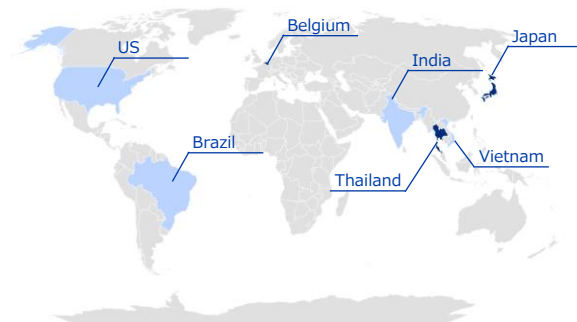 Belgium
Japan
US
India
Brazil
Vietnam
Thailand